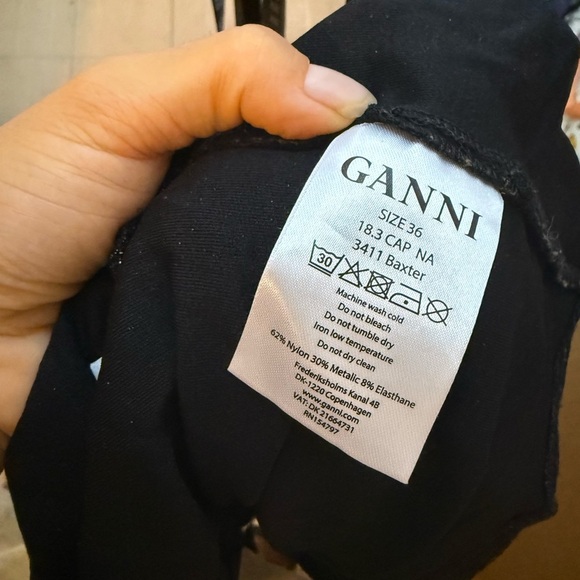 GANNI
SIZE 36
18.3 CAP NA
3411 Baxter
30
Machine wash cold
Do not bleach
Do not tumble dry
Iron low temperature
Do not dry clean
62% Nylon 30% Metalic 8% Elasthane
Frederiksholms Kanal 4B
DK-1220 Copenhagen
www.ganni.com
VAT: DK 21664731
RN154797